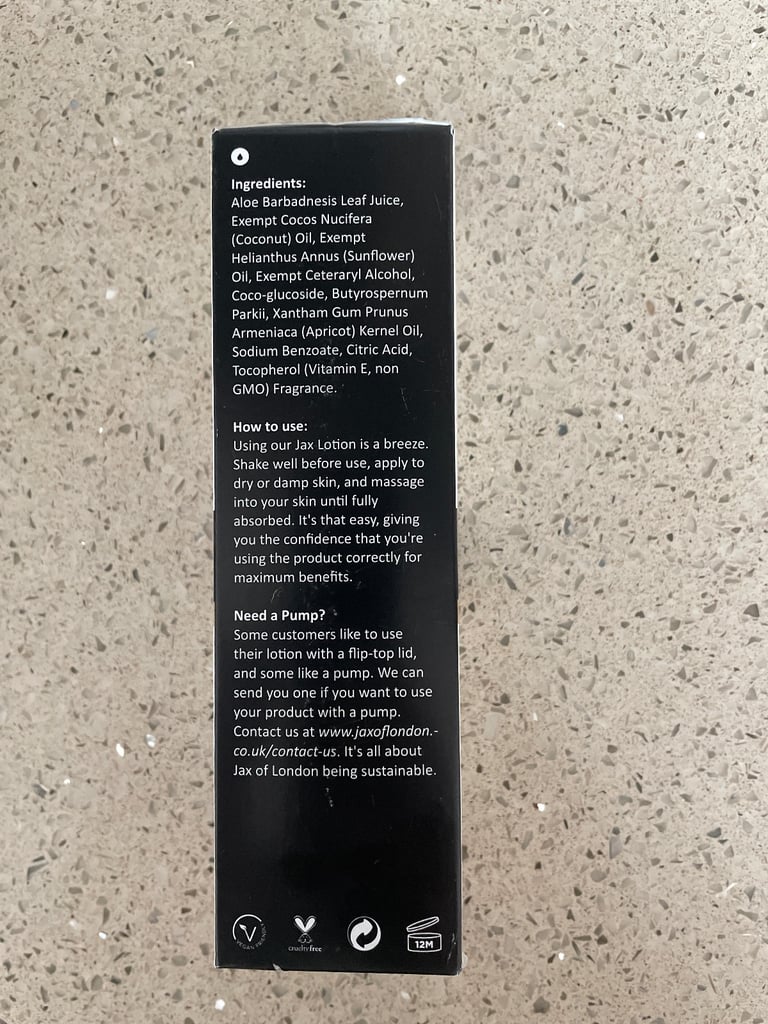 Ingredients:
Aloe Barbadnesis Leaf Juice,
Exempt Cocos Nucifera
(Coconut) Oil, Exempt
Helianthus Annus (Sunflower)
Oil, Exempt Ceteraryl Alcohol,
Coco-glucoside, Butyrospernum
Parkii, Xantham Gum Prunus
Armeniaca (Apricot) Kernel Oil,
Sodium Benzoate, Citric Acid,
Tocopherol (Vitamin E, non
GMO) Fragrance.
How to use:
Using our Jax Lotion is a breeze.
Shake well before use, apply to
dry or damp skin, and massage
into your skin until fully
absorbed. It's that easy, giving
you the confidence that you're
using the product correctly for
maximum benefits.
Need a Pump?
Some customers like to use
their lotion with a flip-top lid,
and some like a pump. We can
send you one if you want to use
your product with a pump.
Contact us at www.jaxoflondon.-
co.uk/contact-us. It's all about
Jax of London being sustainable.
V
VEGAN FRIENDLY
cruelty free
12M